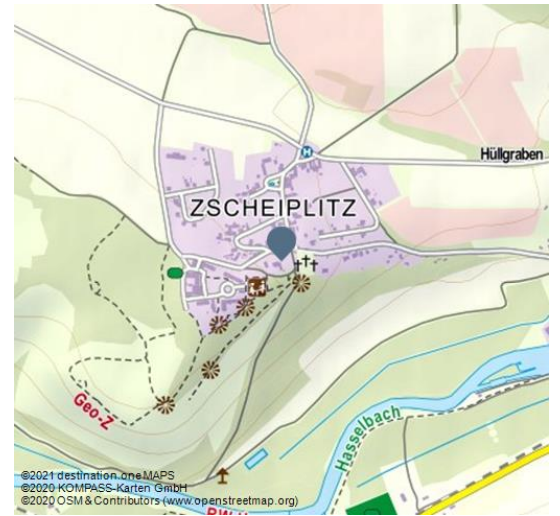 Hüllgraben
ZSCHEIPLITZ
H
Geo-Z
Hasselbach
©2021 destination.one MAPS
©2020 KOMPASS-Karten GmbH
©2020 OSM & Contributors (www.openstreetmap.org)